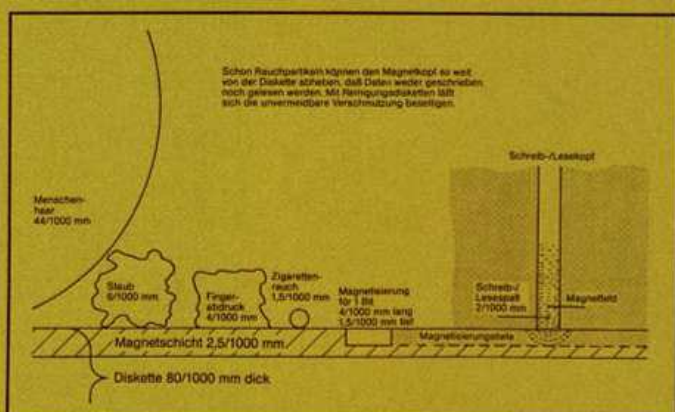 Schon Rauchpartikeln können den Magnetkopf so weit
von der Diskette abheben, daß Daten weder geschrieben
noch gelesen werden. Mit Reinigungsdisketten läßt
sich die unvermeidbare Verschmutzung beseitigen.
Schreib-/Lesekopf
Menschen-
haar
44/1000 mm
Staub
6/1000 mm
Finger-
abdruck
4/1000 mm
Zigaretten-
rauch
1,5/1000 mm
Magnetisierung
für 1 Bit
4/1000 mm lang
1,5/1000 mm tief
Schreib-/
Lesespalt
2/1000 mm
Magnetfeld
Magnetschicht 2,5/1000 mm
Magnetisierungstiefe
Diskette 80/1000 mm dick